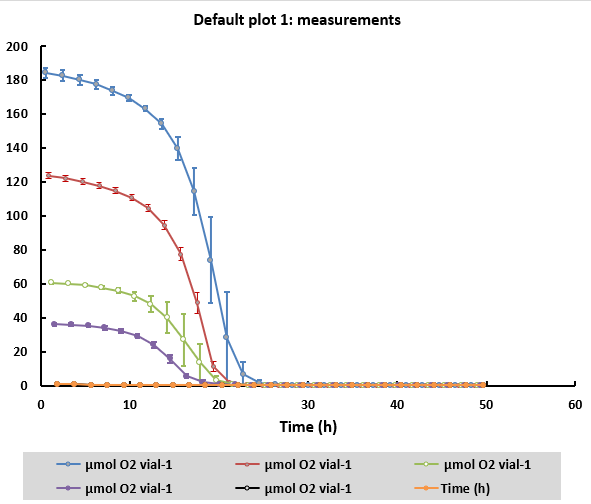 Default plot 1: measurements
200
180
160
140
120
100
80
60
40
20
0
0 10 20 30 40 50 60
Time (h)
µmol O2 vial-1 µmol O2 vial-1 µmol O2 vial-1
µmol O2 vial-1 µmol O2 vial-1 Time (h)